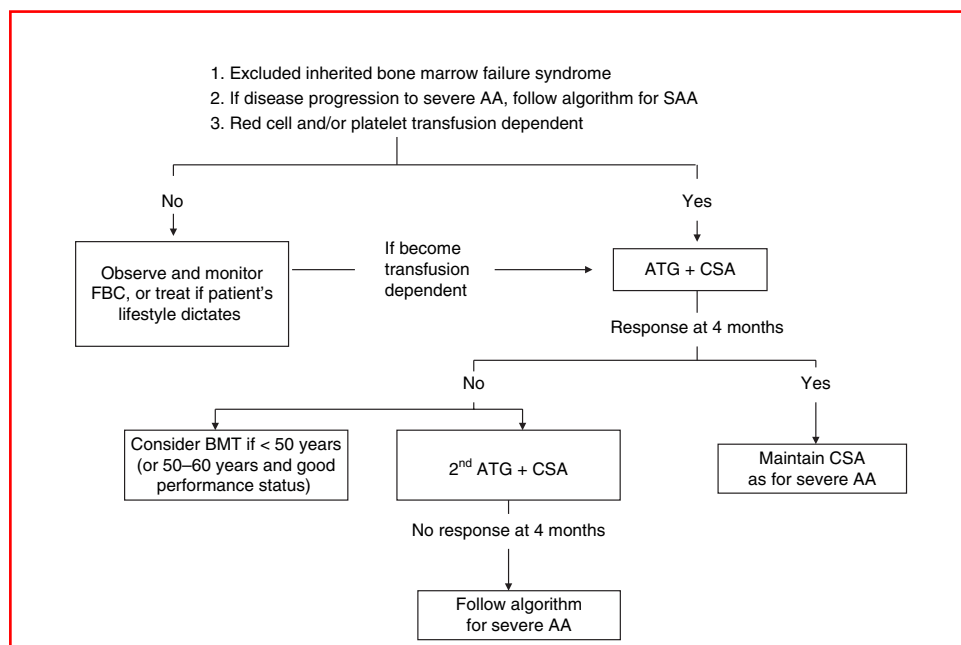 1. Excluded inherited bone marrow failure syndrome
2. If disease progression to severe AA, follow algorithm for SAA
3. Red cell and/or platelet transfusion dependent
No
Yes
Observe and monitor
FBC, or treat if patient's
lifestyle dictates
If become
transfusion
dependent
ATG + CSA
Response at 4 months
No
Yes
Consider BMT if < 50 years
(or 50–60 years and good
performance status)
2nd ATG + CSA
Maintain CSA
as for severe AA
No response at 4 months
Follow algorithm
for severe AA